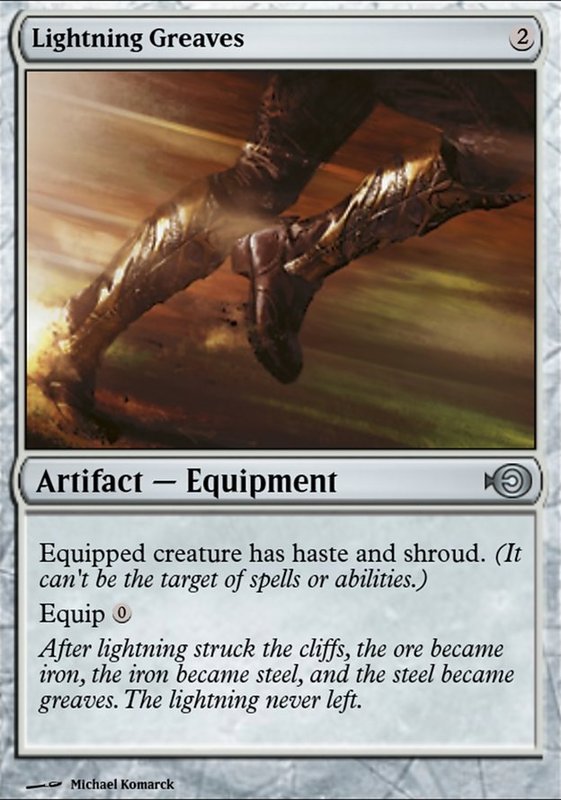 Lightning Greaves 2
Artifact — Equipment
Equipped creature has haste and shroud. (It
can't be the target of spells or abilities.)
Equip 0
After lightning struck the cliffs, the ore became
iron, the iron became steel, and the steel became
greaves. The lightning never left.
Michael Komarck